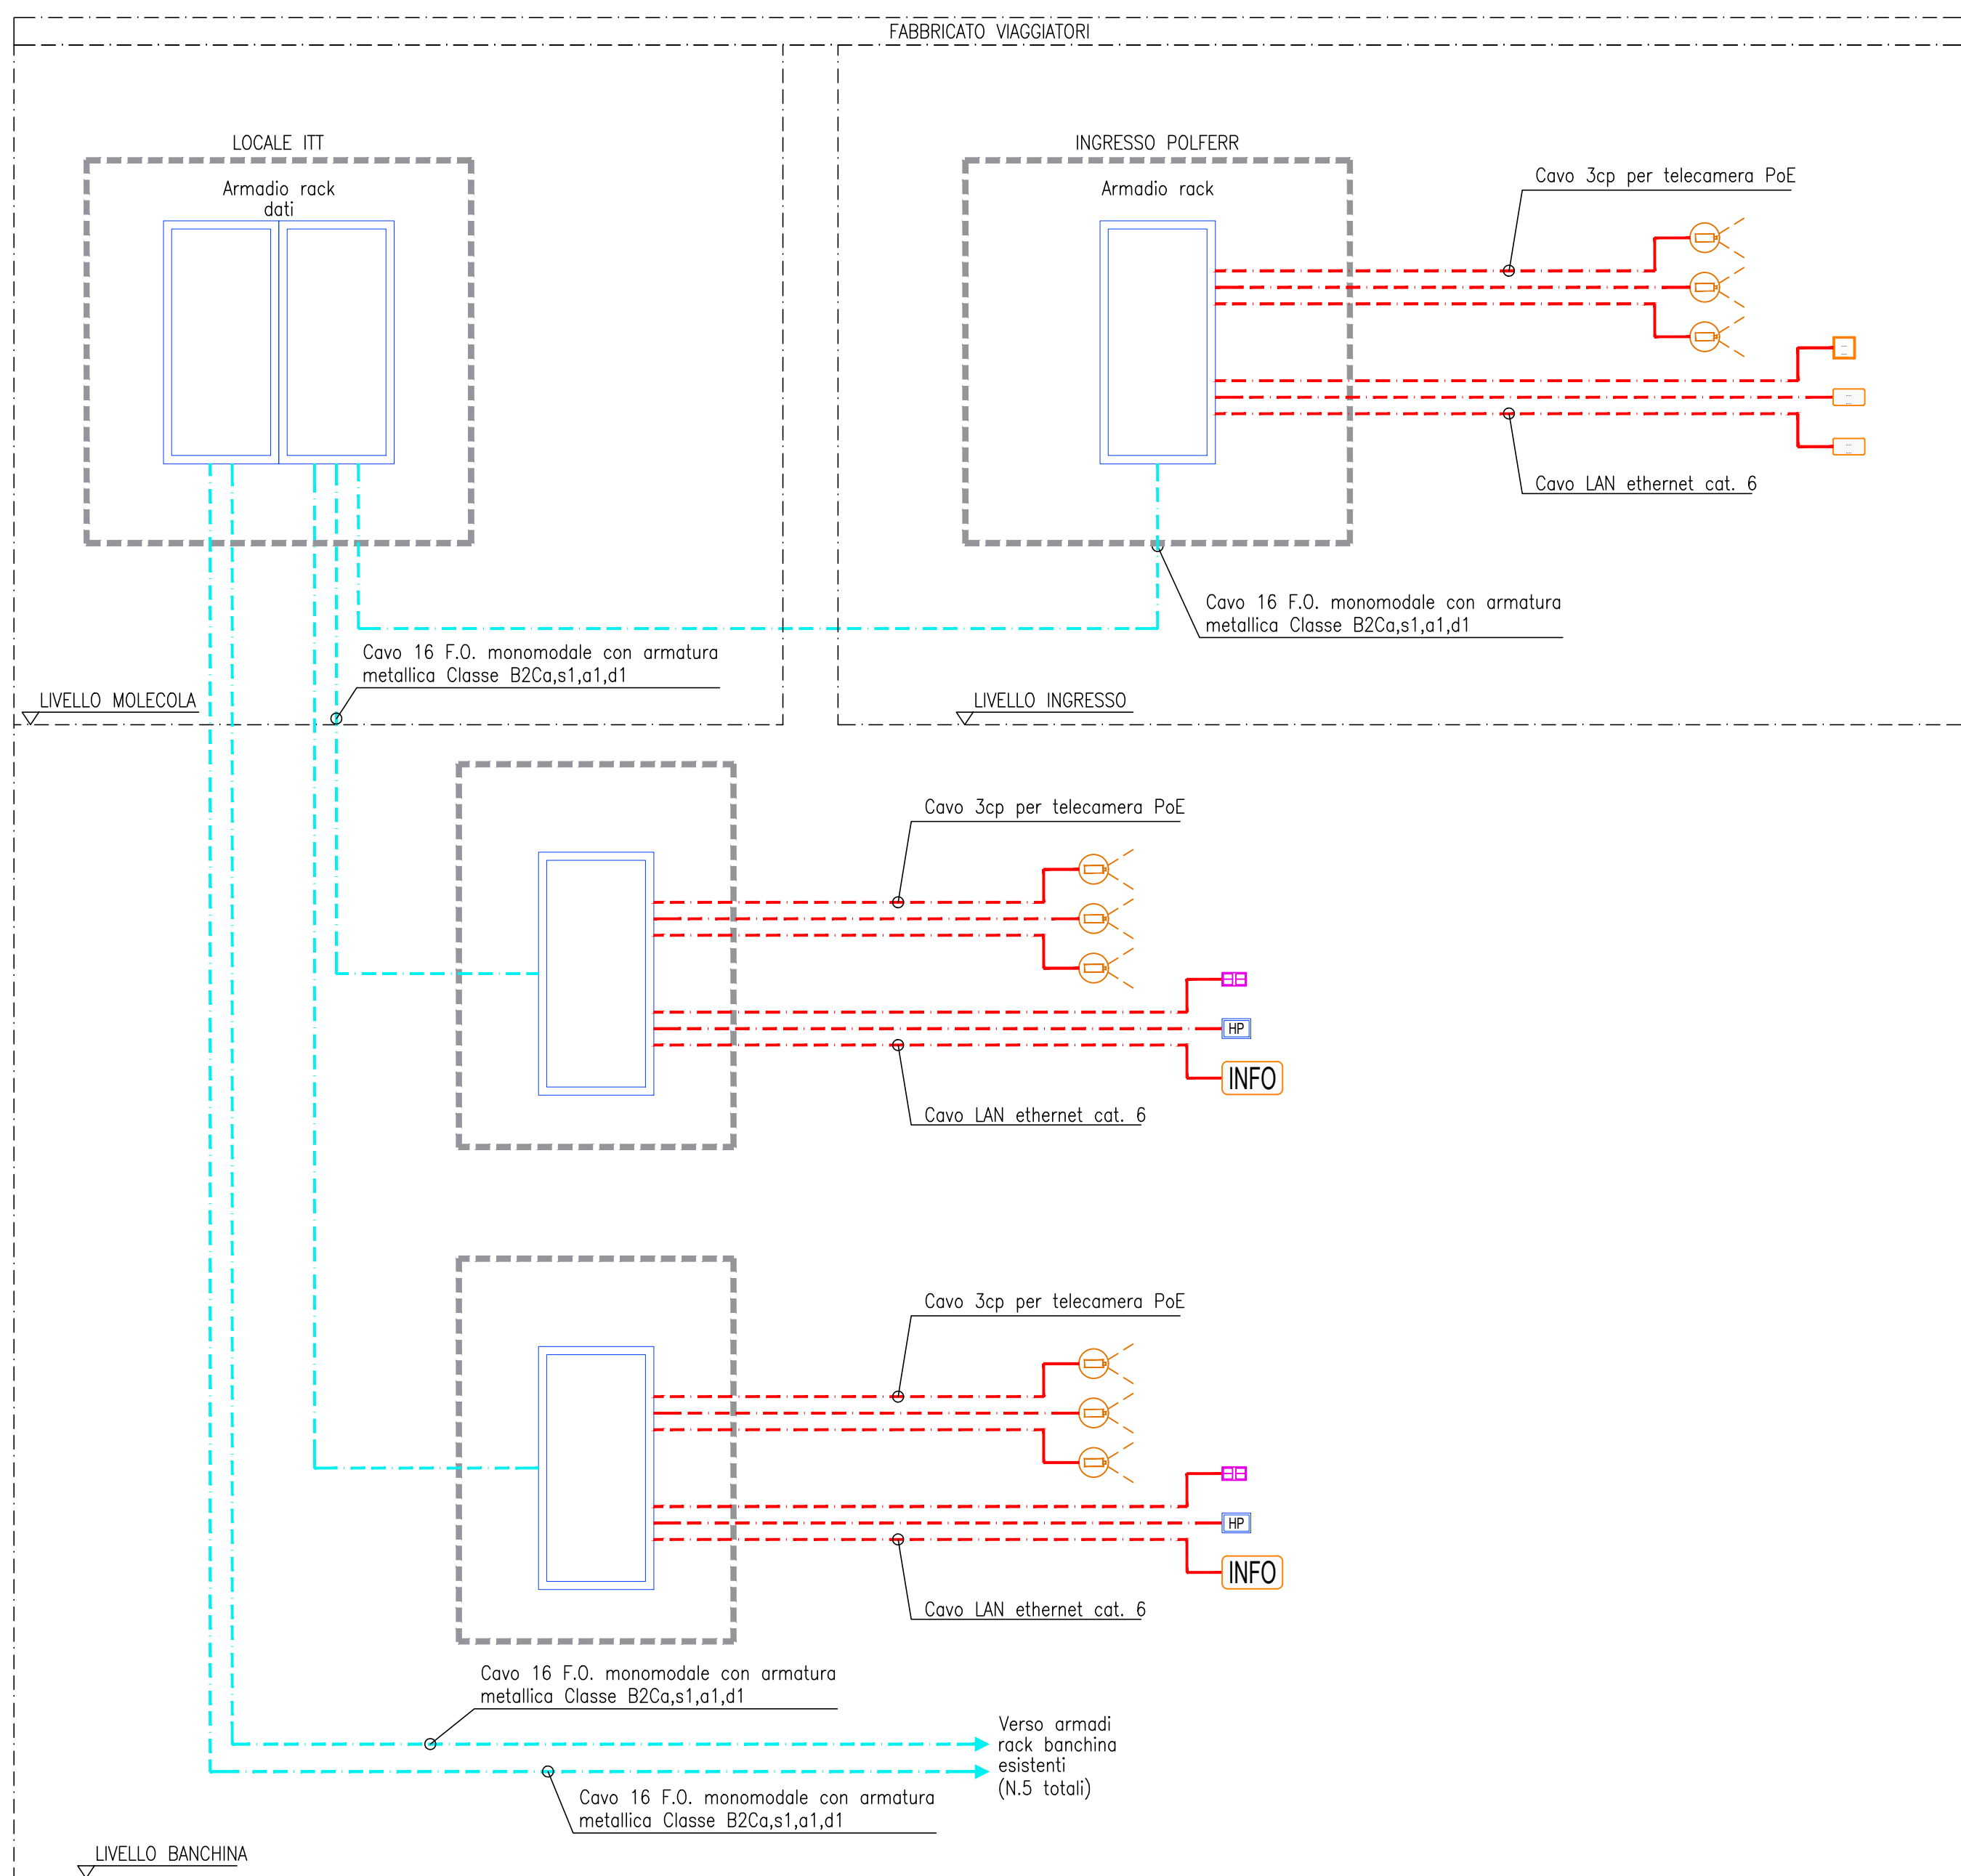 FABBRICATO VIAGGIATORI
LOCALE ITT
Armadio rack
dati
INGRESSO POLFERR
Armadio rack
Cavo 3cp per telecamera PoE
Cavo LAN ethernet cat. 6
Cavo 16 F.O. monomodale con armatura
metallica Classe B2Ca,s1,a1,d1
Cavo 16 F.O. monomodale con armatura
metallica Classe B2Ca,s1,a1,d1
LIVELLO MOLECOLA
LIVELLO INGRESSO
Cavo 3cp per telecamera PoE
HP
INFO
Cavo LAN ethernet cat. 6
Cavo 3cp per telecamera PoE
HP
INFO
Cavo LAN ethernet cat. 6
Cavo 16 F.O. monomodale con armatura
metallica Classe B2Ca,s1,a1,d1
Verso armadi
rack banchina
esistenti
(N.5 totali)
Cavo 16 F.O. monomodale con armatura
metallica Classe B2Ca,s1,a1,d1
LIVELLO BANCHINA